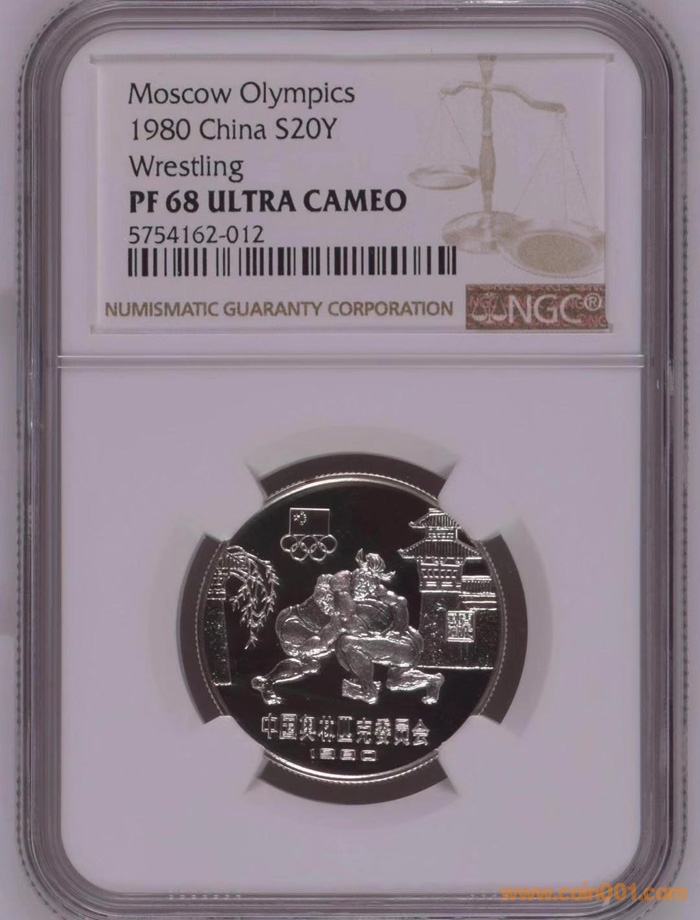 Moscow Olympics
1980 China S20Y
Wrestling
PF 68 ULTRA CAMEO
5754162-012
NUMISMATIC GUARANTY CORPORATION
NGC®
中国奥林匹克委员会
1980
www.coin001.com